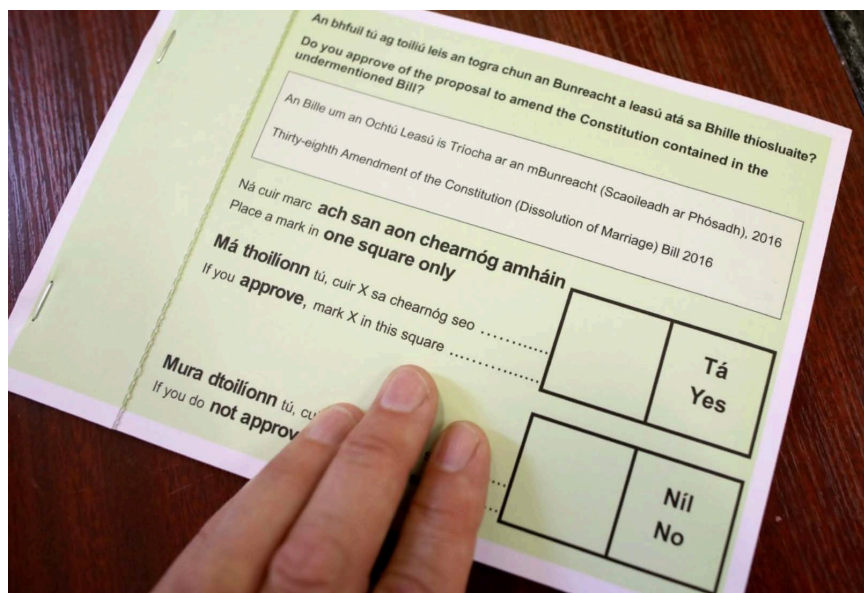 An bhfuil tú ag toiliú leis an togra chun an Bunreacht a leasú atá sa Bhille thíosluaite?
Do you approve of the proposal to amend the Constitution contained in the
undermentioned Bill?
An Bille um an Ochtú Leasú is Tríocha ar an mBunreacht (Scaoileadh ar Phósadh), 2016
Thirty-eighth Amendment of the Constitution (Dissolution of Marriage) Bill 2016
Ná cuir marc ach san aon chearnóg amháin
Place a mark in one square only
Má thoilíonn tú, cuir X sa chearnóg seo ............
If you approve, mark X in this square ................
Tá
Yes
Mura dtoilíonn tú,
If you do not
Níl
No